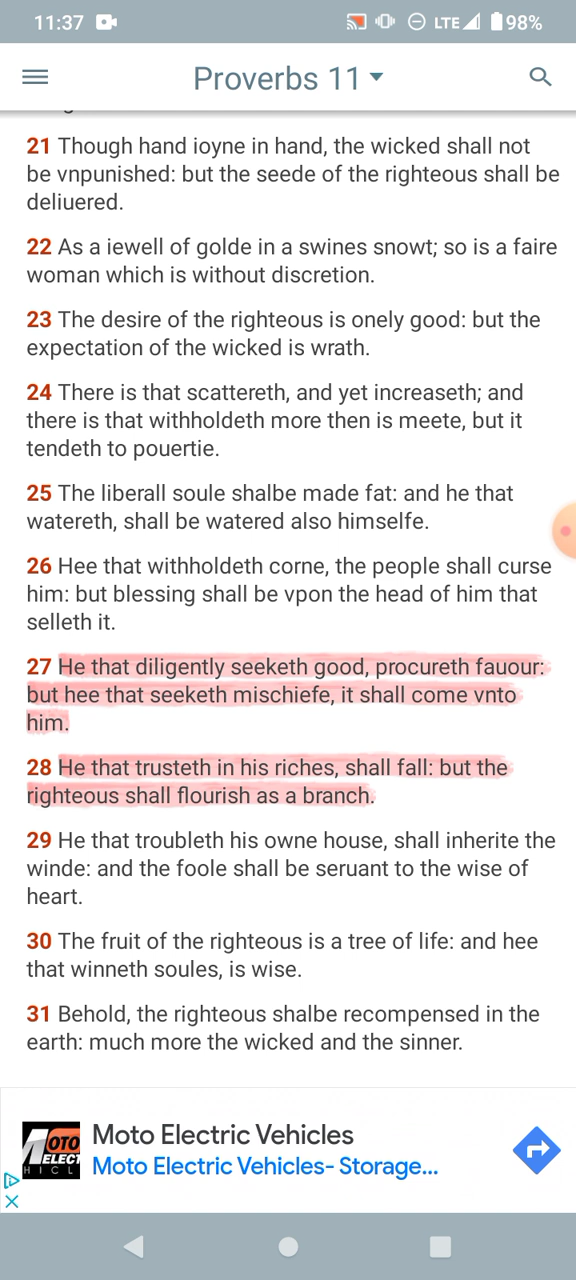 11:37 LTE 98%
Proverbs 11
21 Though hand ioyne in hand, the wicked shall not
be vnpunished: but the seede of the righteous shall be
deliuered.
22 As a iewell of golde in a swines snowt; so is a faire
woman which is without discretion.
23 The desire of the righteous is onely good: but the
expectation of the wicked is wrath.
24 There is that scattereth, and yet increaseth; and
there is that withholdeth more then is meete, but it
tendeth to pouertie.
25 The liberall soule shalbe made fat: and he that
watereth, shall be watered also himselfe.
26 Hee that withholdeth corne, the people shall curse
him: but blessing shall be vpon the head of him that
selleth it.
27 He that diligently seeketh good, procureth fauour:
but hee that seeketh mischiefe, it shall come vnto
him.
28 He that trusteth in his riches, shall fall: but the
righteous shall flourish as a branch.
29 He that troubleth his owne house, shall inherite the
winde: and the foole shall be seruant to the wise of
heart.
30 The fruit of the righteous is a tree of life: and hee
that winneth soules, is wise.
31 Behold, the righteous shalbe recompensed in the
earth: much more the wicked and the sinner.
OTO
ELECT
HICL
Moto Electric Vehicles
Moto Electric Vehicles- Storage...